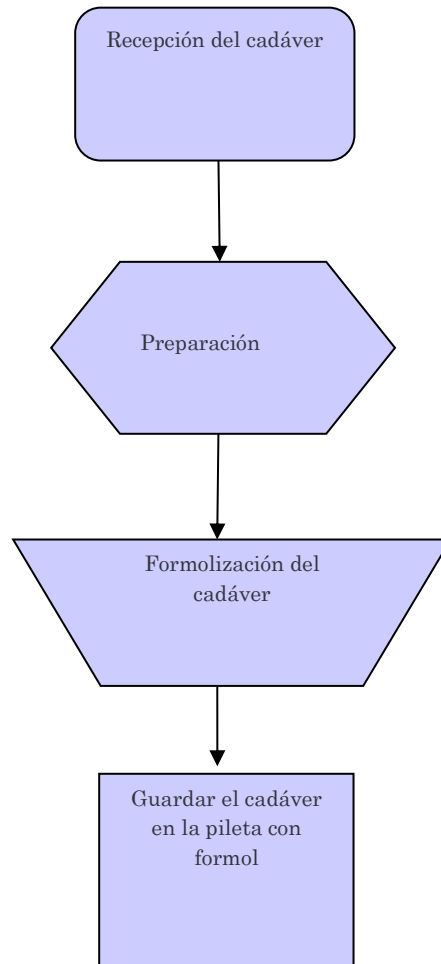 Recepción del cadáver
Preparación
Formolización del
cadáver
Guardar el cadáver
en la pileta con
formol